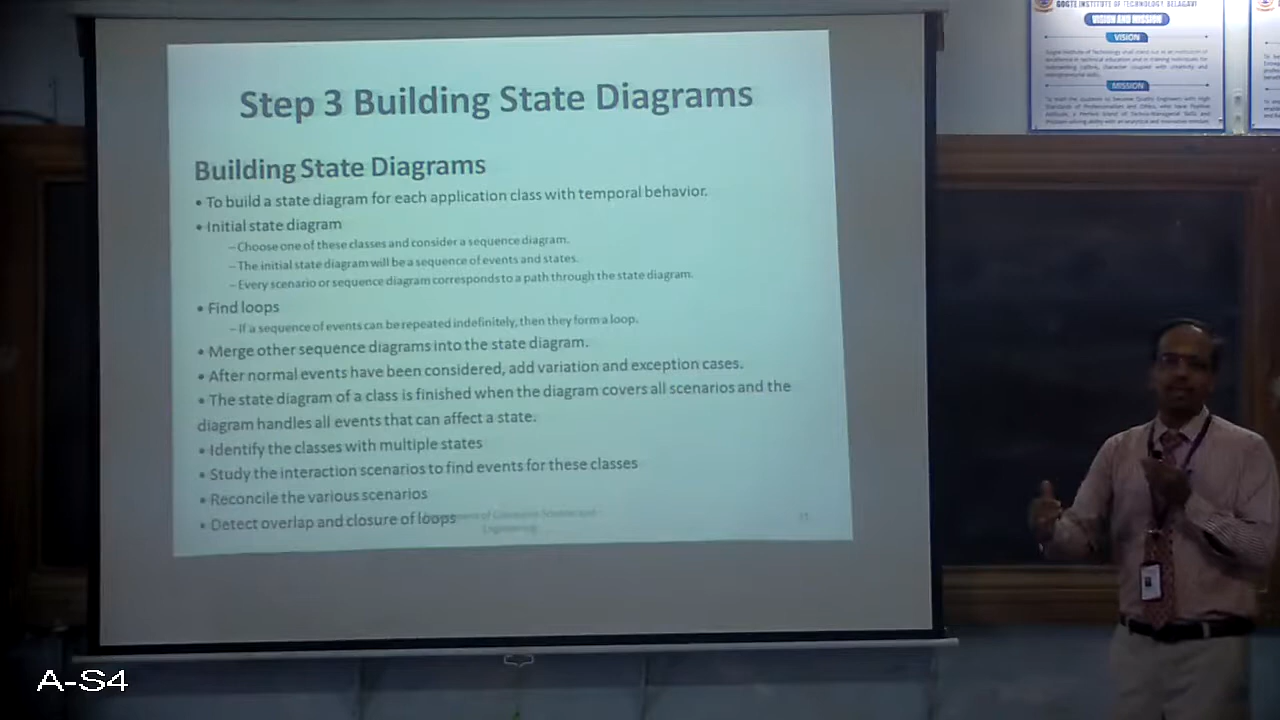 GOGTE INSTITUTE OF TECHNOLOGY, BELAGAVI
VISION AND MISSION
VISION
MISSION
Step 3 Building State Diagrams
Building State Diagrams
• To build a state diagram for each application class with temporal behavior.
• Initial state diagram
– Choose one of these classes and consider a sequence diagram.
– The initial state diagram will be a sequence of events and states.
– Every scenario or sequence diagram corresponds to a path through the state diagram.
• Find loops
– If a sequence of events can be repeated indefinitely, then they form a loop.
• Merge other sequence diagrams into the state diagram.
• After normal events have been considered, add variation and exception cases.
• The state diagram of a class is finished when the diagram covers all scenarios and the
diagram handles all events that can affect a state.
• Identify the classes with multiple states
• Study the interaction scenarios to find events for these classes
• Reconcile the various scenarios
• Detect overlap and closure of loops
Engineering
A-S4